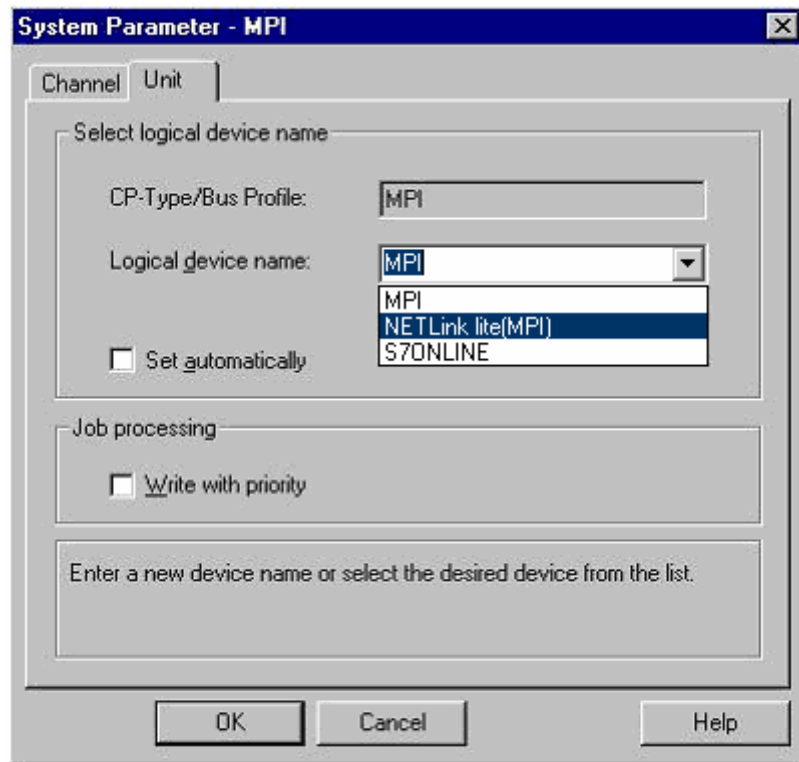 System Parameter - MPI
Channel Unit
Select logical device name
CP-Type/Bus Profile: MPI
Logical device name: MPI
MPI
NETLink lite(MPI)
S7ONLINE
Set automatically
Job processing
Write with priority
Enter a new device name or select the desired device from the list.
OK Cancel Help